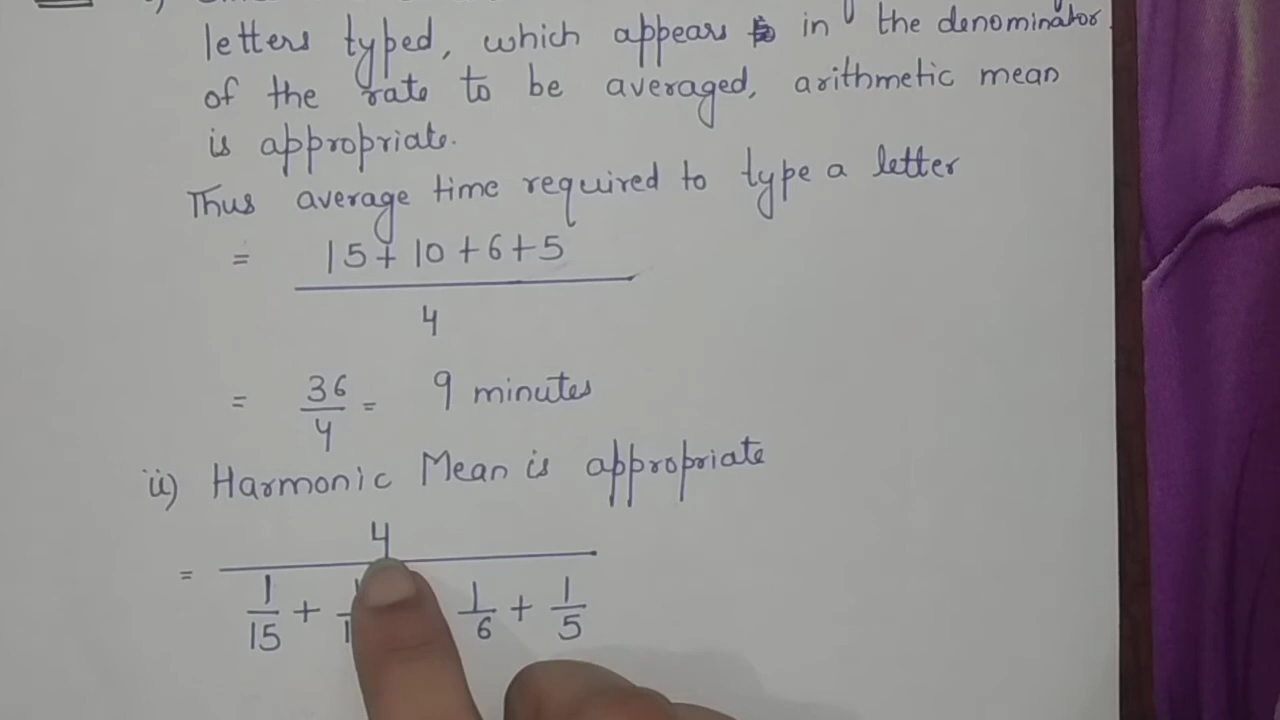 letters typed, which appears in the denominator
of the rate to be averaged, arithmetic mean
is appropriate.
Thus average time required to type a letter
= 15+10+6+5
4
= 36/4 = 9 minutes
ii) Harmonic Mean is appropriate
4
= 1/15 + 1/6 + 1/5